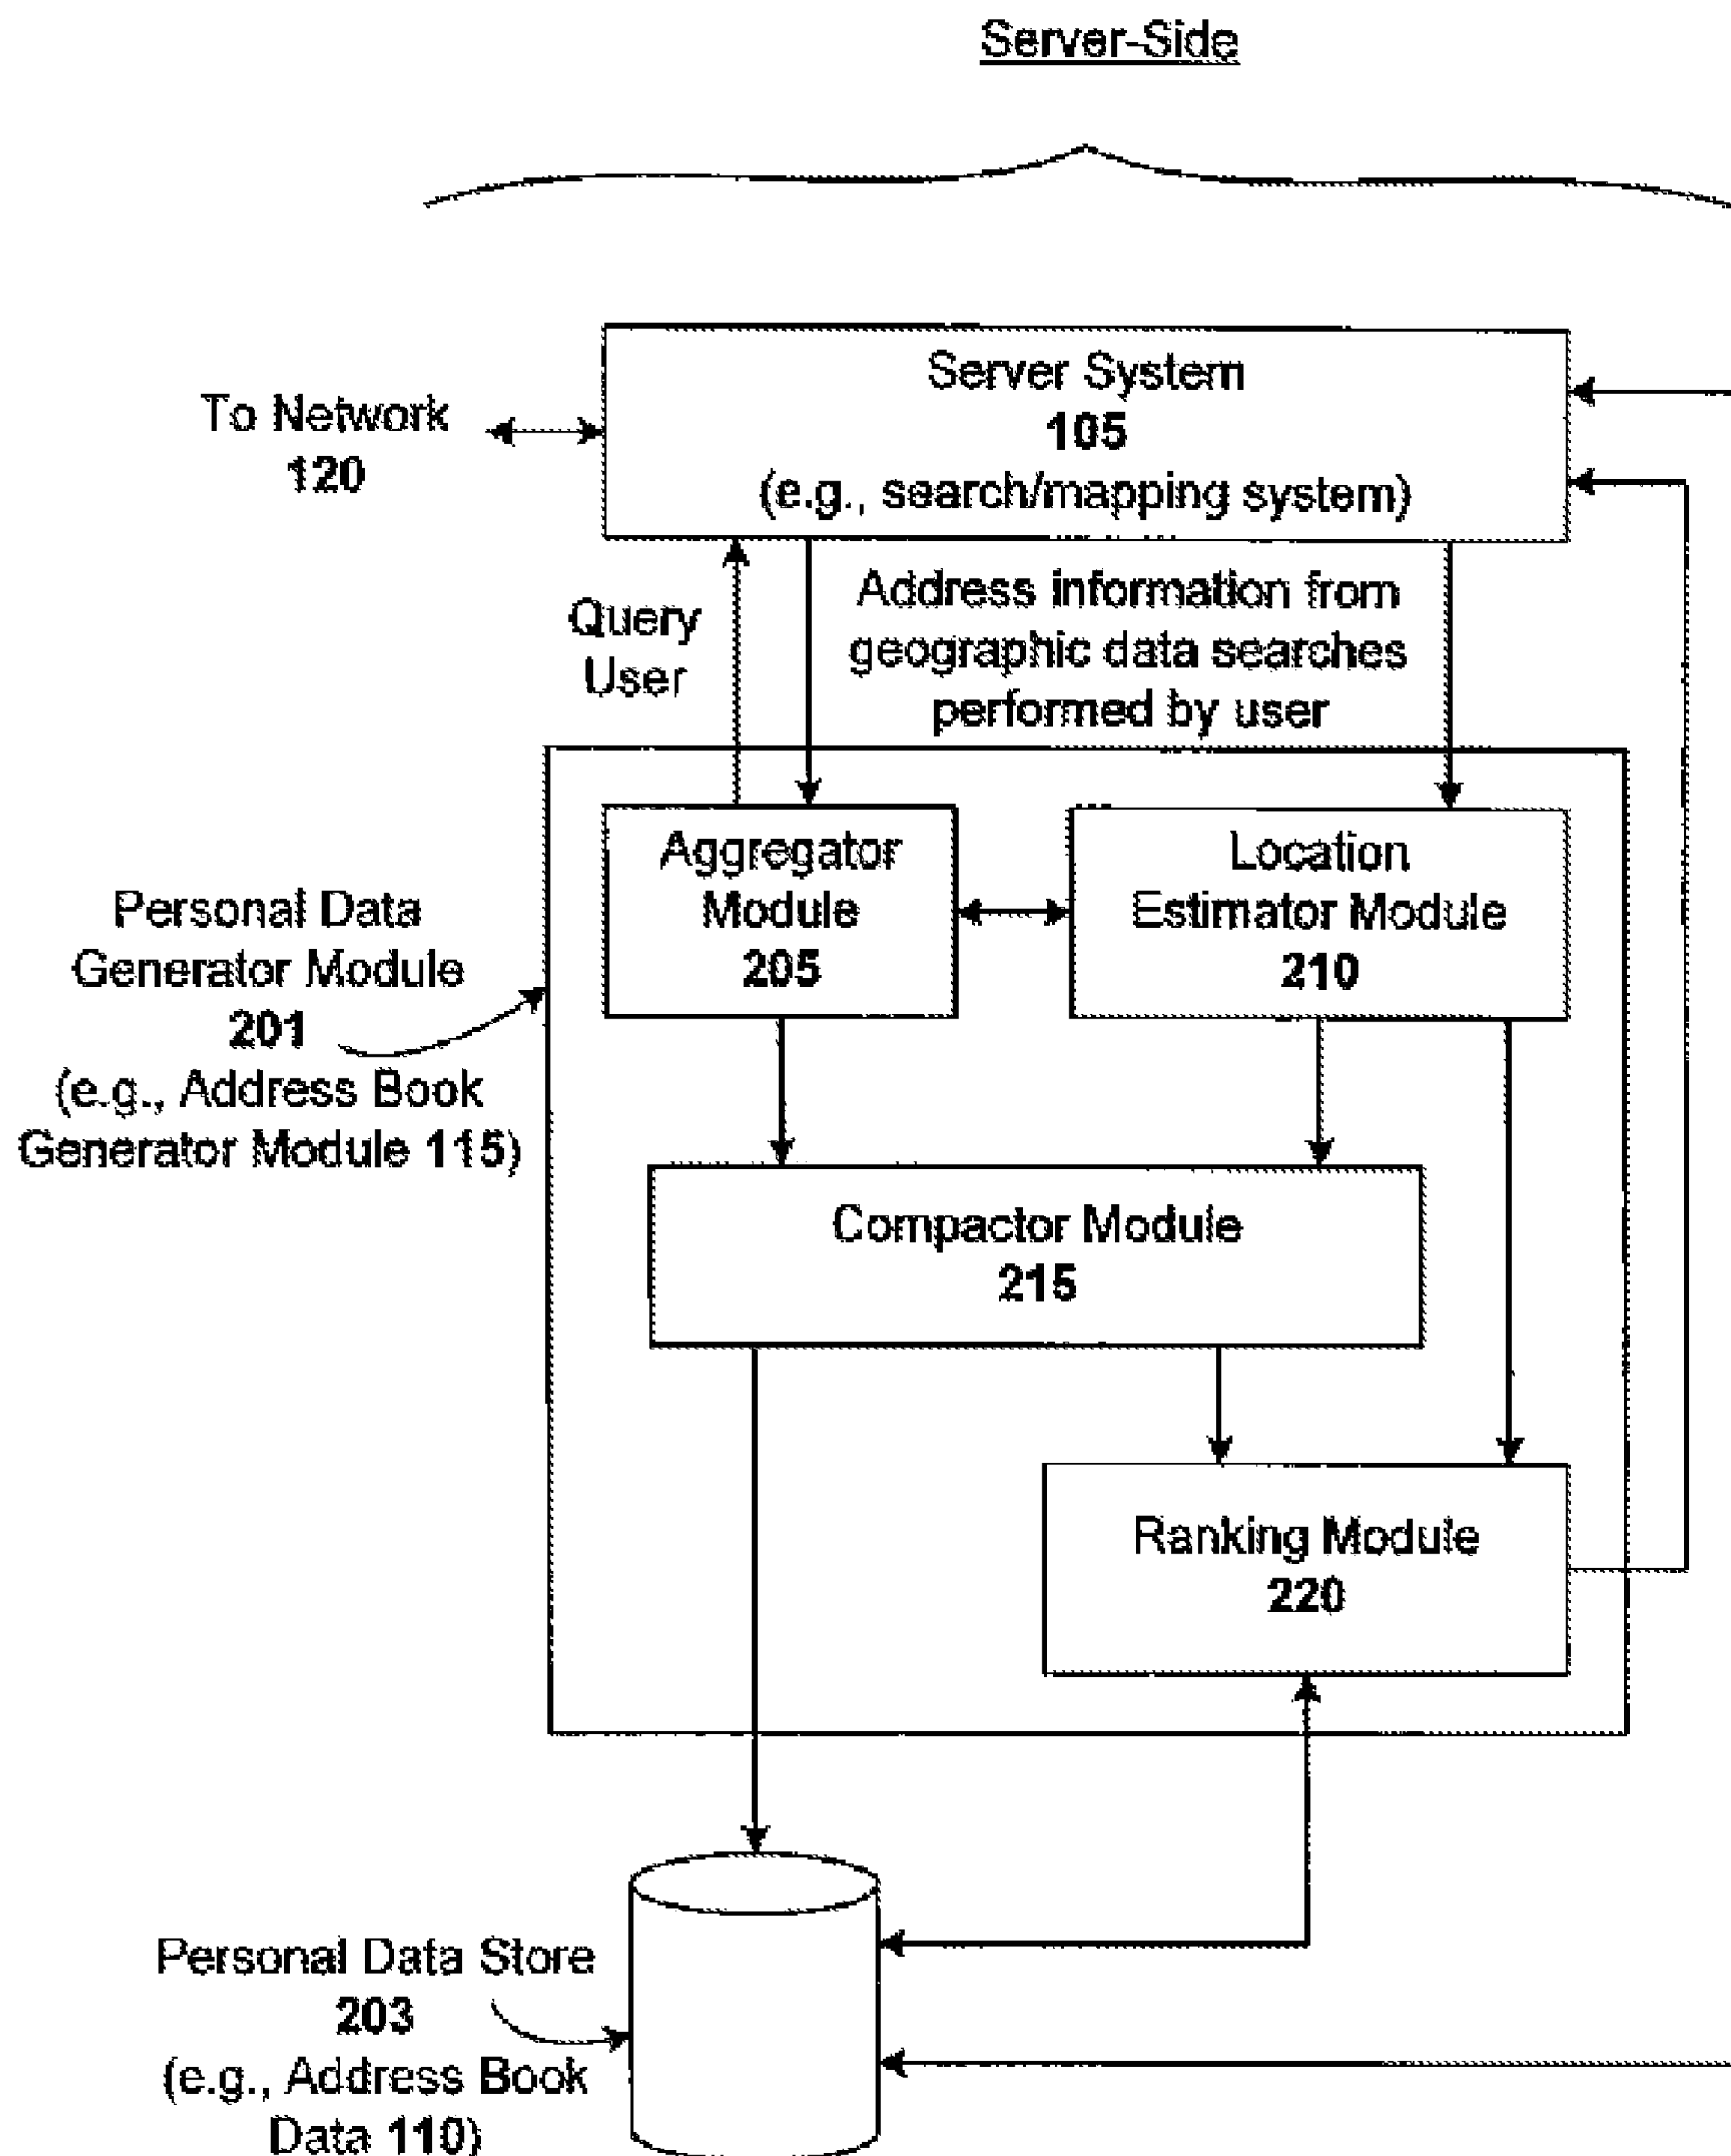 Server-Side
Server System
105
(e.g., search/mapping system)
To Network
120
Query
User
Address information from
geographic data searches
performed by user
Aggregator
Module
205
Location
Estimator Module
210
Personal Data
Generator Module
201
(e.g., Address Book
Generator Module 115)
Compactor Module
215
Ranking Module
220
Personal Data Store
203
(e.g., Address Book
Data 110)